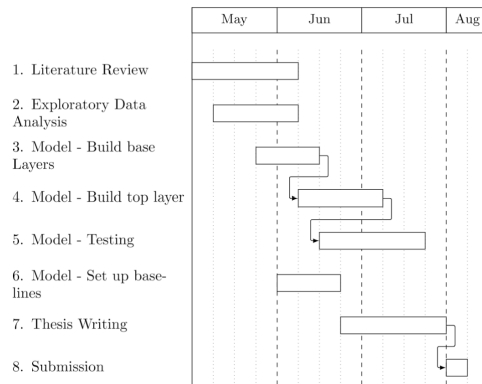 May Jun Jul Aug
1. Literature Review
2. Exploratory Data
Analysis
3. Model - Build base
Layers
4. Model - Build top layer
5. Model - Testing
6. Model - Set up base-
lines
7. Thesis Writing
8. Submission